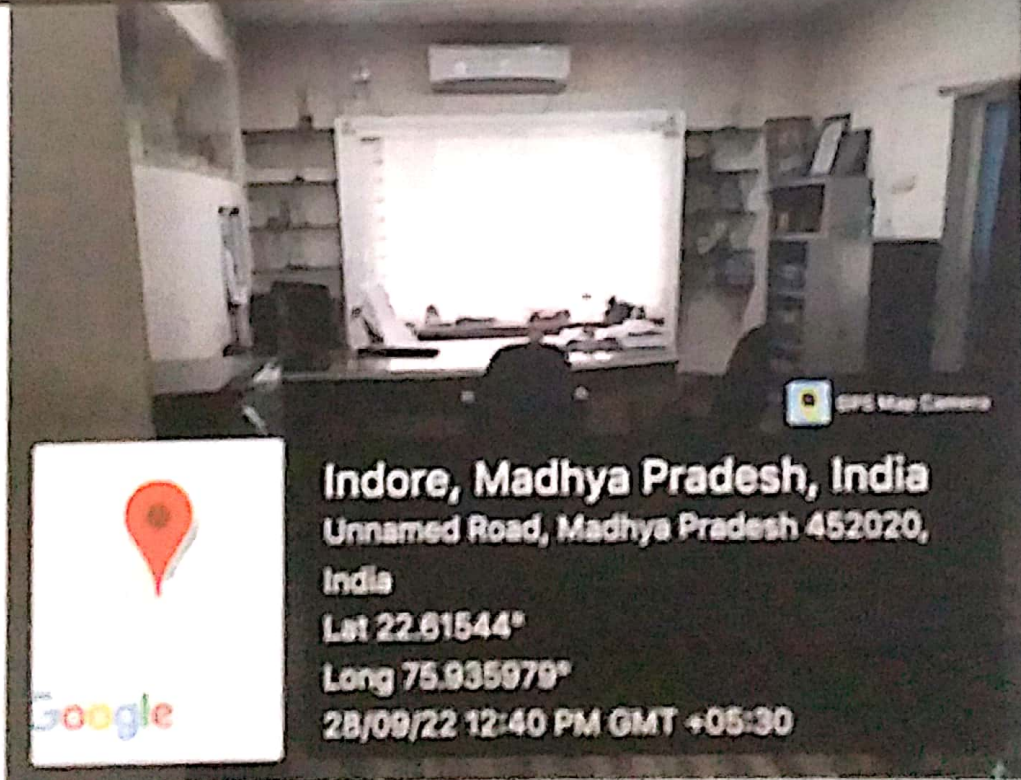 GPS Map Camera
Indore, Madhya Pradesh, India
Unnamed Road, Madhya Pradesh 452020,
India
Lat 22.61544°
Long 75.935979°
28/09/22 12:40 PM GMT +05:30
Google